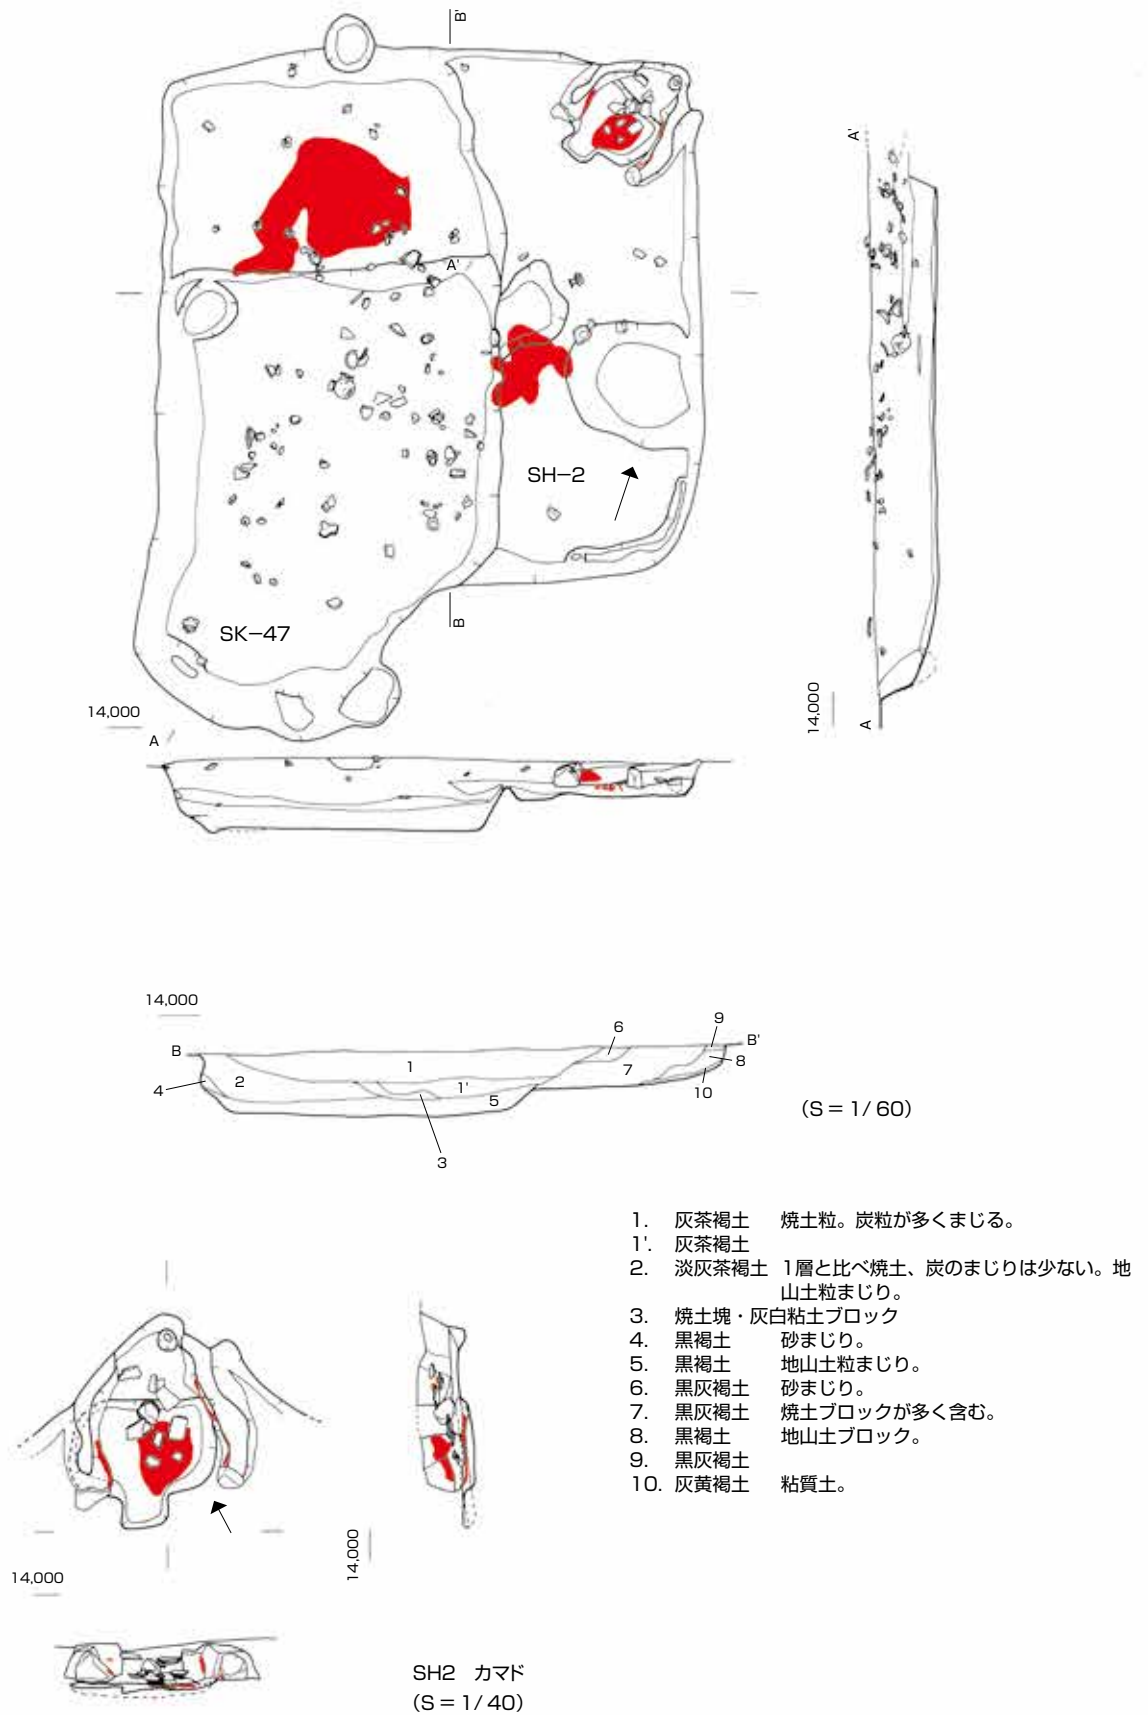 B'
A'
A'
SH−2
SK−47
B
14,000
14,000
A
A
14,000
B
B'
6
9
1
8
2
7
4
1'
10
5
3
(S = 1/ 60)
1. 灰茶褐土 焼土粒。炭粒が多くまじる。
1'. 灰茶褐土
2. 淡灰茶褐土 1層と比べ焼土、炭のまじりは少ない。地
山土粒まじり。
3. 焼土塊・灰白粘土ブロック
4. 黒褐土 砂まじり。
5. 黒褐土 地山土粒まじり。
6. 黒灰褐土 砂まじり。
7. 黒灰褐土 焼土ブロックが多く含む。
8. 黒褐土 地山土ブロック。
9. 黒灰褐土
10. 灰黄褐土 粘質土。
14,000
14,000
SH2 カマド
(S = 1/ 40)